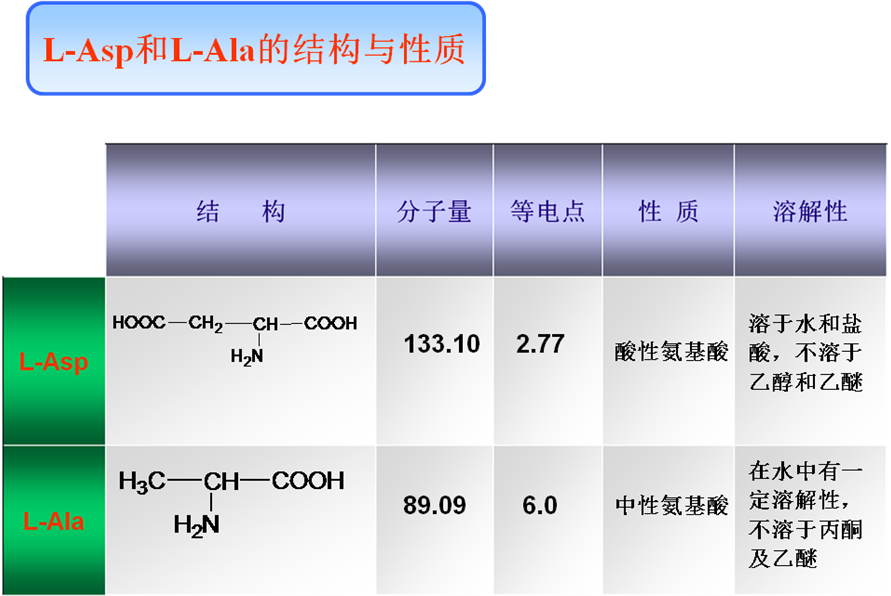 L-Asp和L-Ala的结构与性质
结 构 分子量 等电点 性 质 溶解性
L-Asp
HOOC—CH2—CH—COOH
H2N
133.10
2.77
酸性氨基酸
溶于水和盐
酸，不溶于
乙醇和乙醚
L-Ala
H3C—CH—COOH
H2N
89.09
6.0
中性氨基酸
在水中有一
定溶解性，
不溶于丙酮
及乙醚